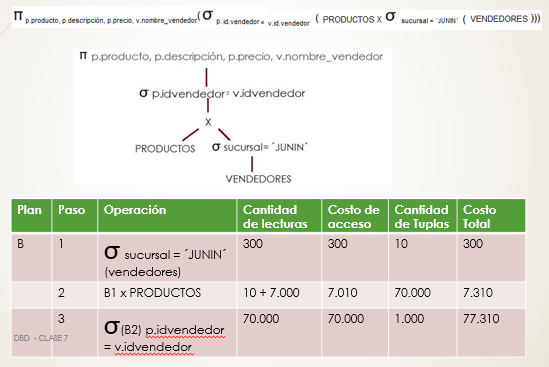 π p.producto, p.descripción, p.precio, v.nombre_vendedor(σ p.id.vendedor = v.id.vendedor ( PRODUCTOS X σ sucursal = ´JUNIN´ ( VENDEDORES )))
π p.producto, p.descripción, p.precio, v.nombre_vendedor
σ p.idvendedor= v.idvendedor
X
PRODUCTOS σ sucursal= ´JUNIN´
VENDEDORES
Plan Paso Operación Cantidad de lecturas Costo de acceso Cantidad de Tuplas Costo Total
B 1 σ sucursal = ´JUNIN´ (vendedores) 300 300 10 300
2 B1 x PRODUCTOS 10 + 7.000 7.010 70.000 7.310
3 σ(B2) p.idvendedor = v.idvendedor 70.000 70.000 1.000 77.310
DBD - CLASE 7